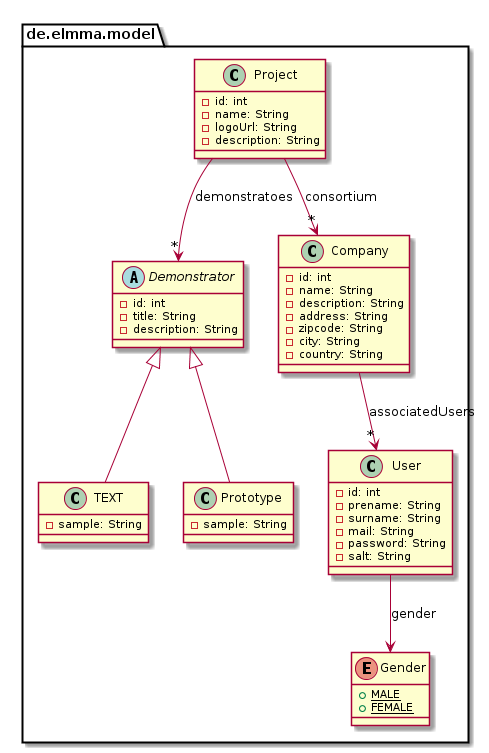 de.elmma.model
C Project
id: int
name: String
logoUrl: String
description: String
demonstratoes
consortium
*
*
A Demonstrator
id: int
title: String
description: String
C Company
id: int
name: String
description: String
address: String
zipcode: String
city: String
country: String
associatedUsers
*
C TEXT
sample: String
C Prototype
sample: String
C User
id: int
prename: String
surname: String
mail: String
password: String
salt: String
gender
E Gender
MALE
FEMALE